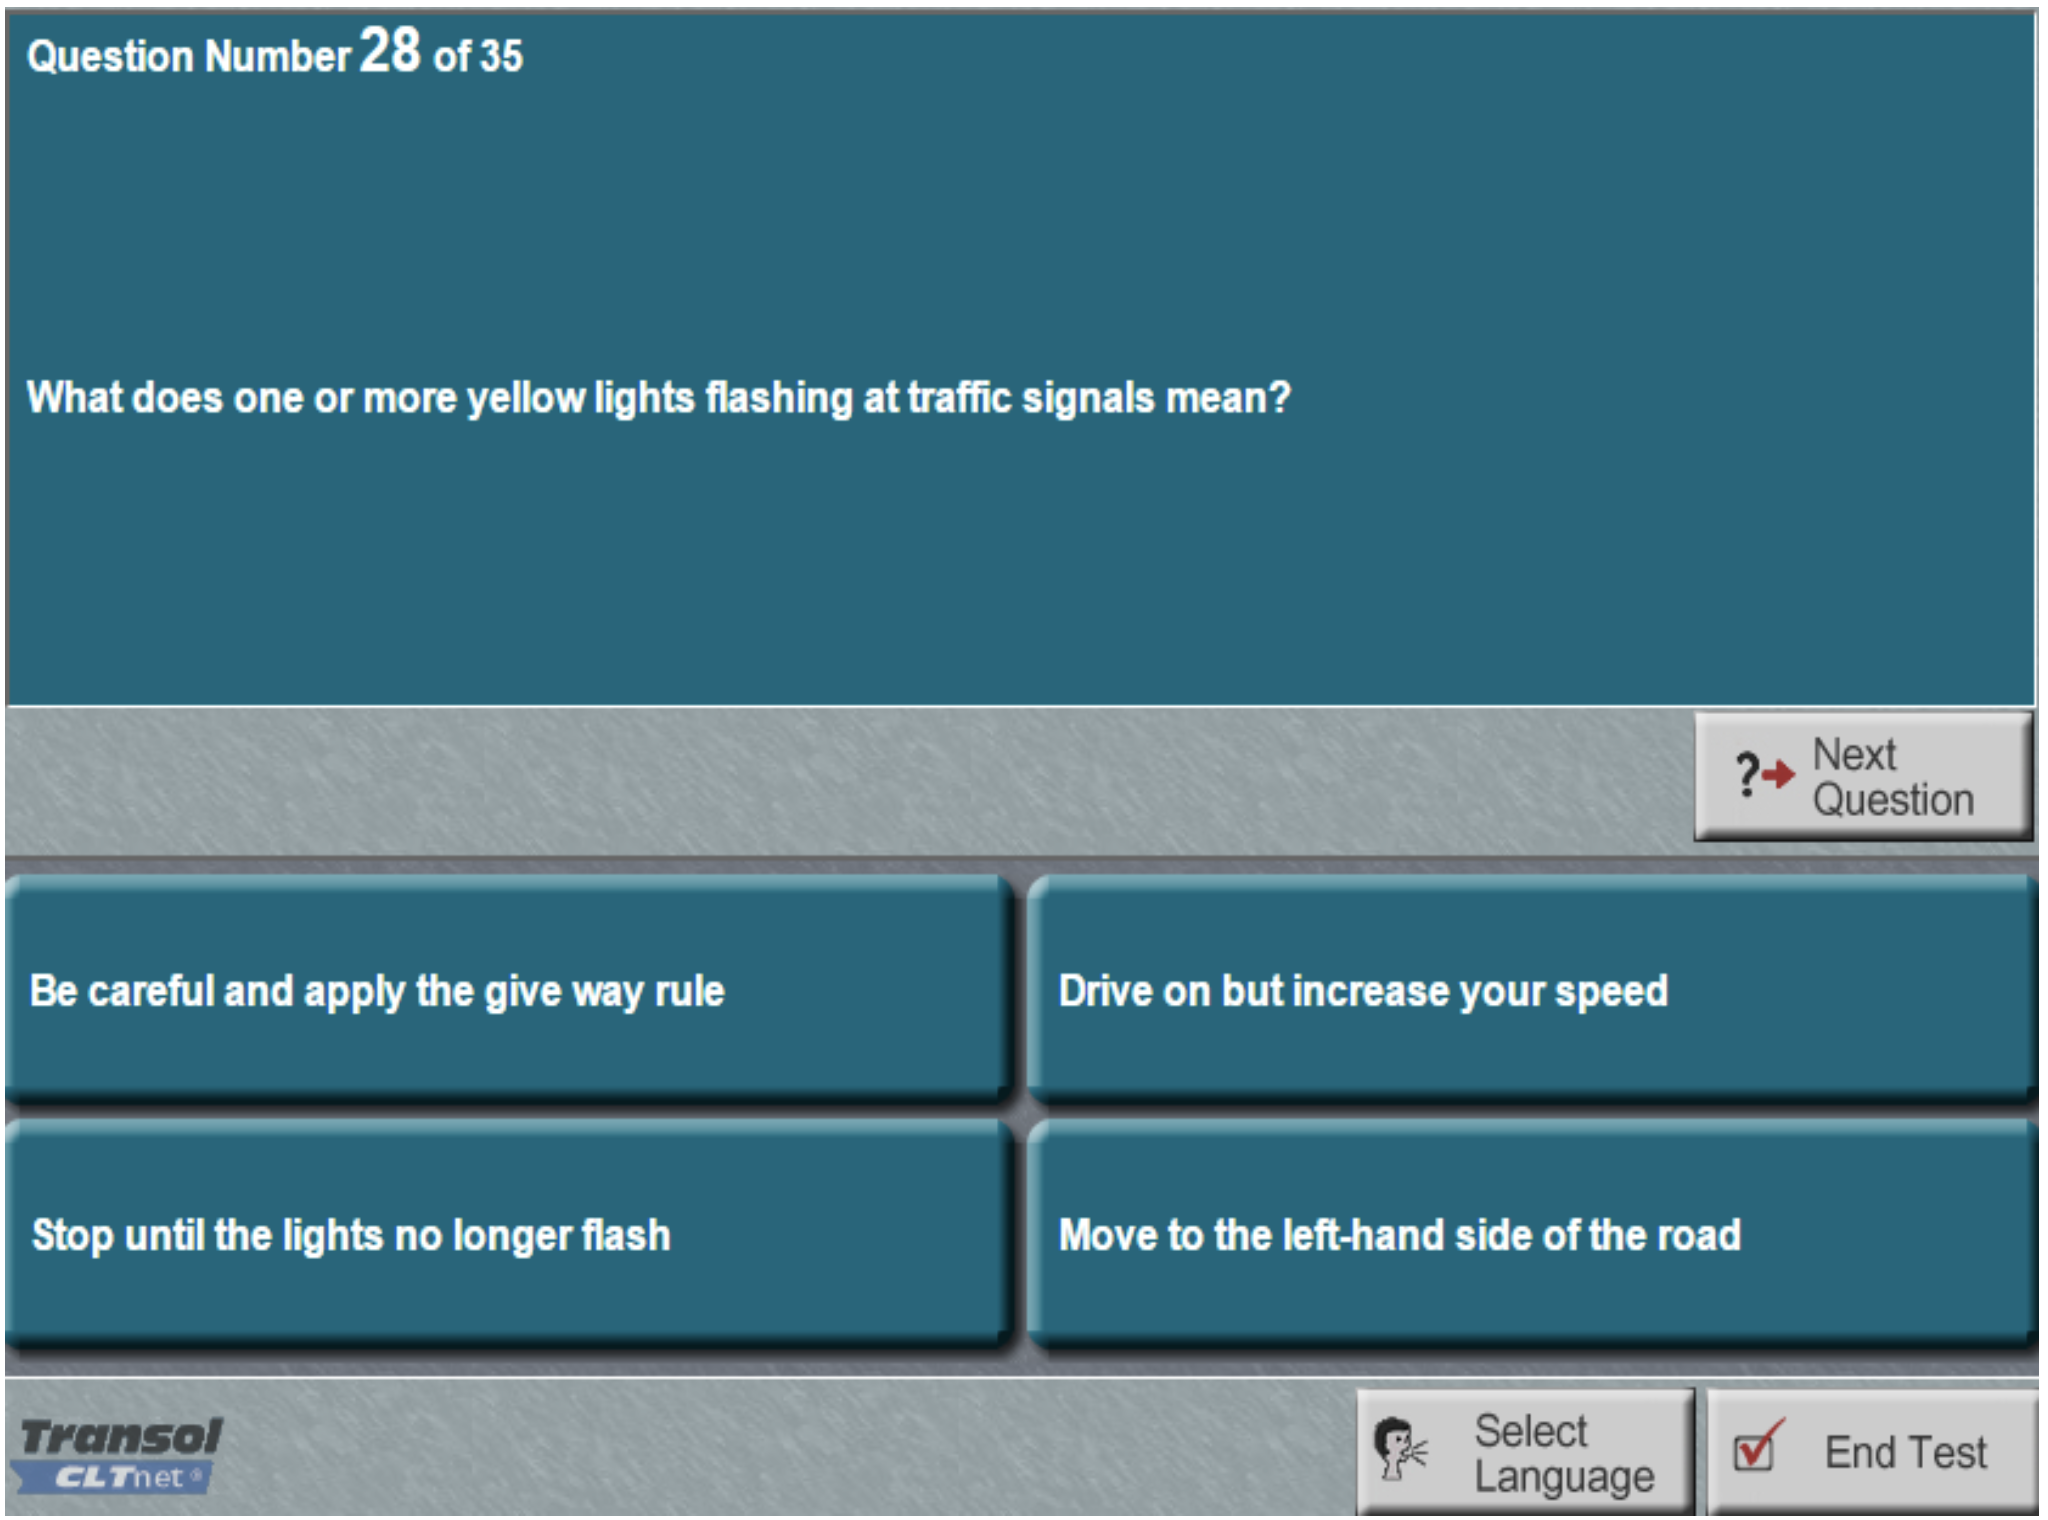 Question Number 28 of 35
What does one or more yellow lights flashing at traffic signals mean?
?→ Next
Question
Be careful and apply the give way rule
Drive on but increase your speed
Stop until the lights no longer flash
Move to the left-hand side of the road
Transol
CLTnet®
Select
Language
End Test